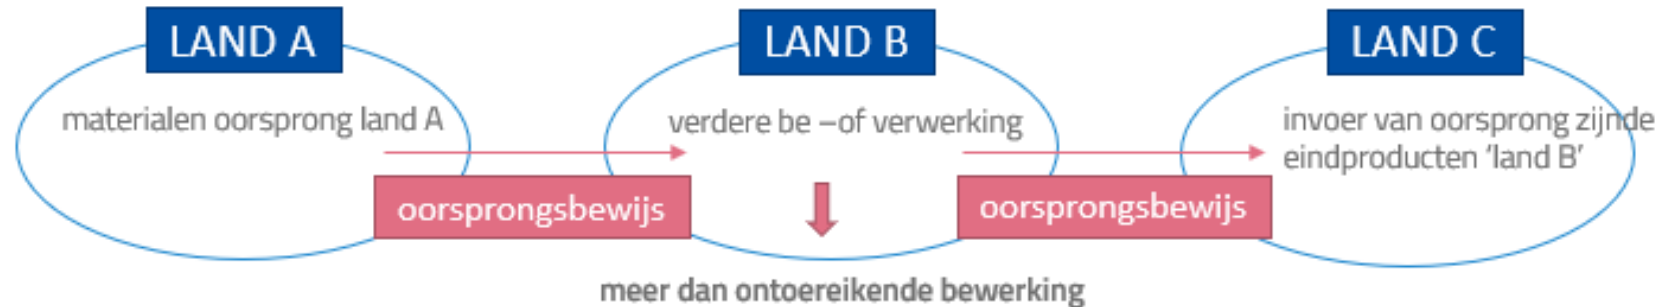 LAND A
LAND B
LAND C
materialen oorsprong land A
verdere be –of verwerking
invoer van oorsprong zijnde
eindproducten ‘land B’
oorsprongsbewijs
oorsprongsbewijs
meer dan ontoereikende bewerking